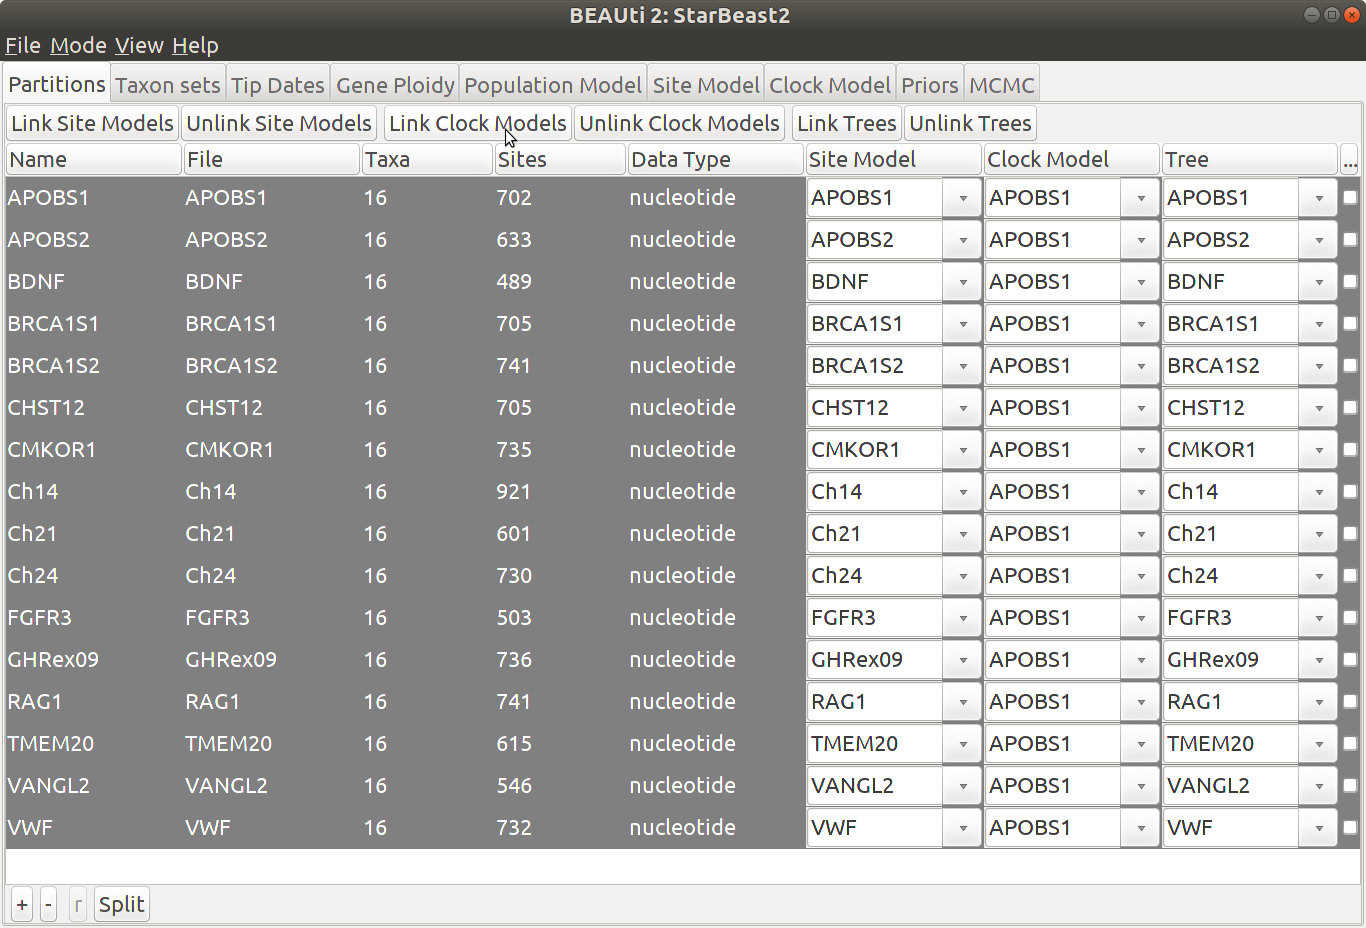 BEAUti 2: StarBeast2
File Mode View Help
Partitions Taxon sets Tip Dates Gene Ploidy Population Model Site Model Clock Model Priors MCMC
Link Site Models Unlink Site Models Link Clock Models Unlink Clock Models Link Trees Unlink Trees
Name File Taxa Sites Data Type Site Model Clock Model Tree ...
APOBS1 APOBS1 16 702 nucleotide APOBS1 APOBS1 APOBS1
APOBS2 APOBS2 16 633 nucleotide APOBS2 APOBS1 APOBS2
BDNF BDNF 16 489 nucleotide BDNF APOBS1 BDNF
BRCA1S1 BRCA1S1 16 705 nucleotide BRCA1S1 APOBS1 BRCA1S1
BRCA1S2 BRCA1S2 16 741 nucleotide BRCA1S2 APOBS1 BRCA1S2
CHST12 CHST12 16 705 nucleotide CHST12 APOBS1 CHST12
CMKOR1 CMKOR1 16 735 nucleotide CMKOR1 APOBS1 CMKOR1
Ch14 Ch14 16 921 nucleotide Ch14 APOBS1 Ch14
Ch21 Ch21 16 601 nucleotide Ch21 APOBS1 Ch21
Ch24 Ch24 16 730 nucleotide Ch24 APOBS1 Ch24
FGFR3 FGFR3 16 503 nucleotide FGFR3 APOBS1 FGFR3
GHRex09 GHRex09 16 736 nucleotide GHRex09 APOBS1 GHRex09
RAG1 RAG1 16 741 nucleotide RAG1 APOBS1 RAG1
TMEM20 TMEM20 16 615 nucleotide TMEM20 APOBS1 TMEM20
VANGL2 VANGL2 16 546 nucleotide VANGL2 APOBS1 VANGL2
VWF VWF 16 732 nucleotide VWF APOBS1 VWF
+ - r Split